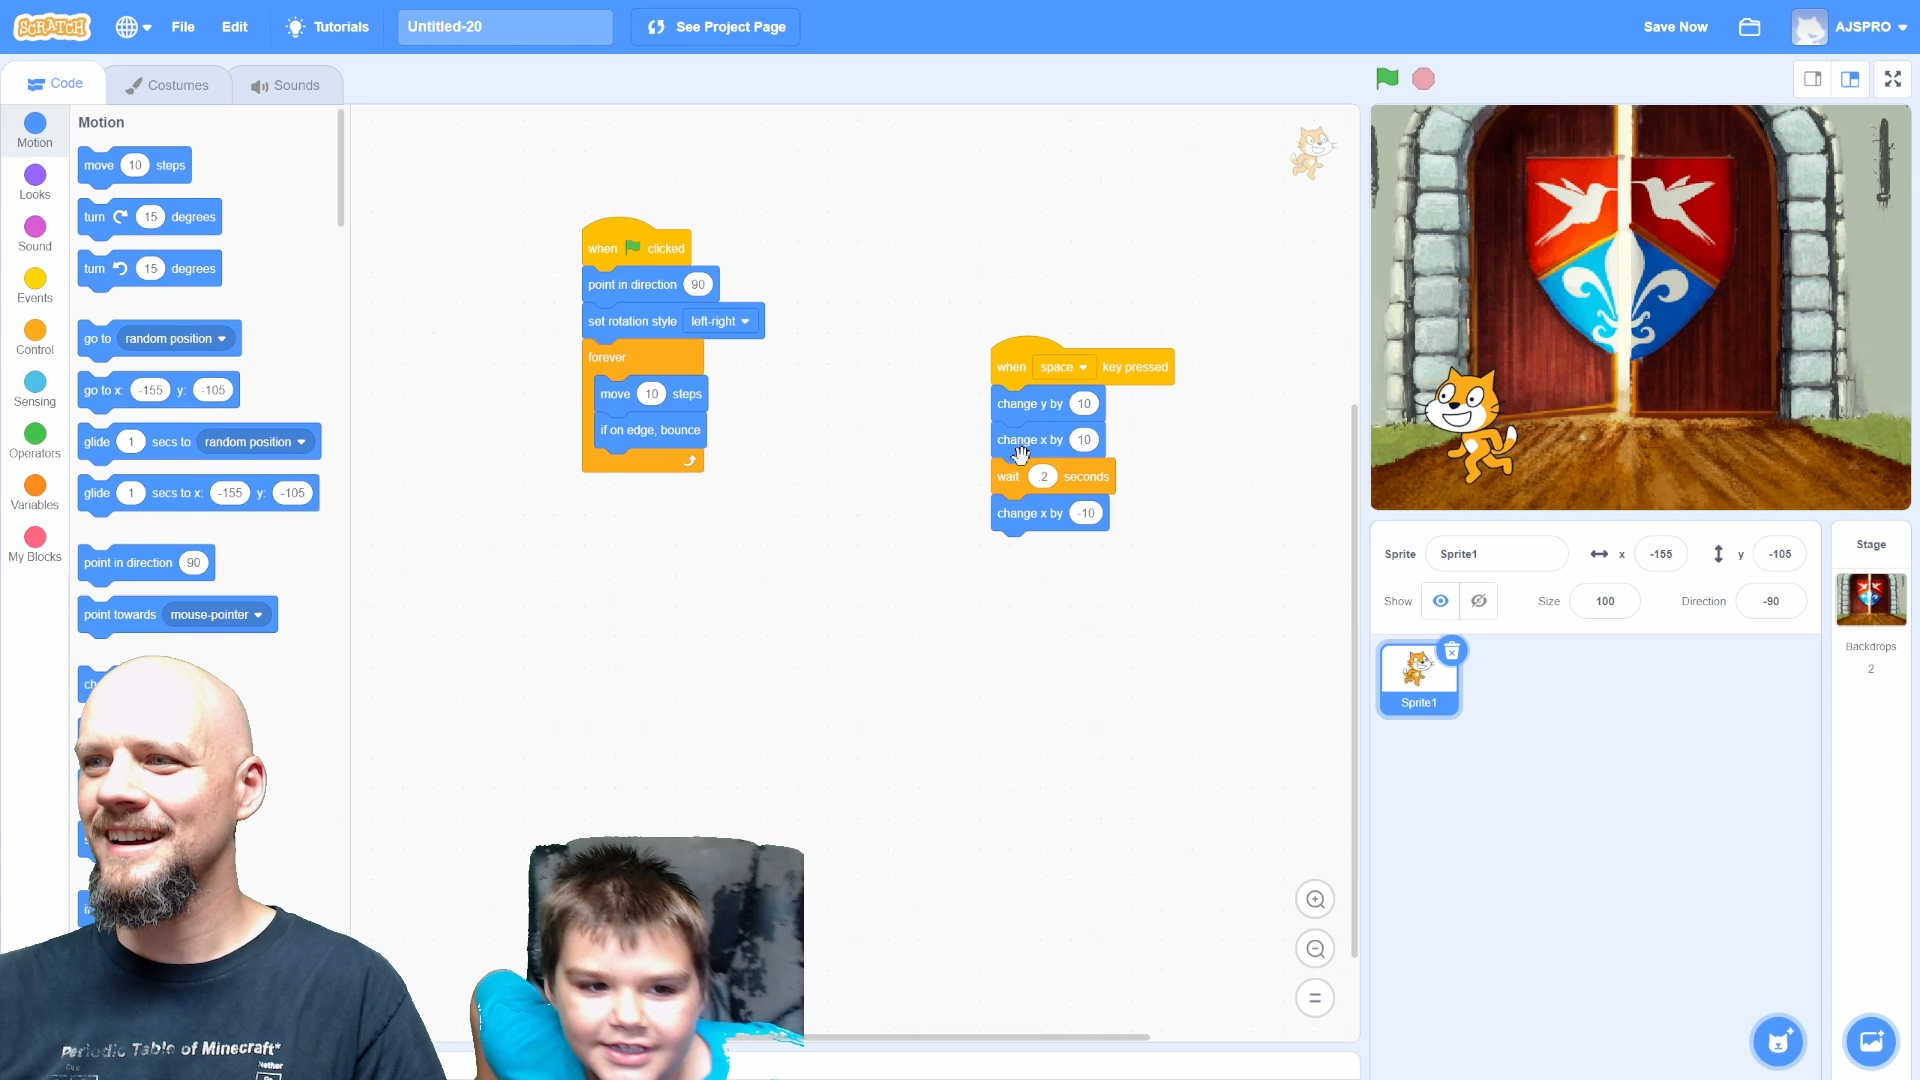 SCRATCH
File
Edit
Tutorials
Untitled-20
See Project Page
Save Now
AJSPRO
Code
Costumes
Sounds
Motion
Looks
Sound
Events
Control
Sensing
Operators
Variables
My Blocks
Motion
move 10 steps
turn 15 degrees
turn 15 degrees
go to random position
go to x: -155 y: -105
glide 1 secs to random position
glide 1 secs to x: -155 y: -105
point in direction 90
point towards mouse-pointer
when clicked
point in direction 90
set rotation style left-right
forever
move 10 steps
if on edge, bounce
when space key pressed
change y by 10
change x by 10
wait .2 seconds
change x by -10
Sprite Sprite1 x -155 y -105
Show Size 100 Direction -90
Sprite1
Stage
Backdrops
2
Periodic Table of Minecraft*
Nether